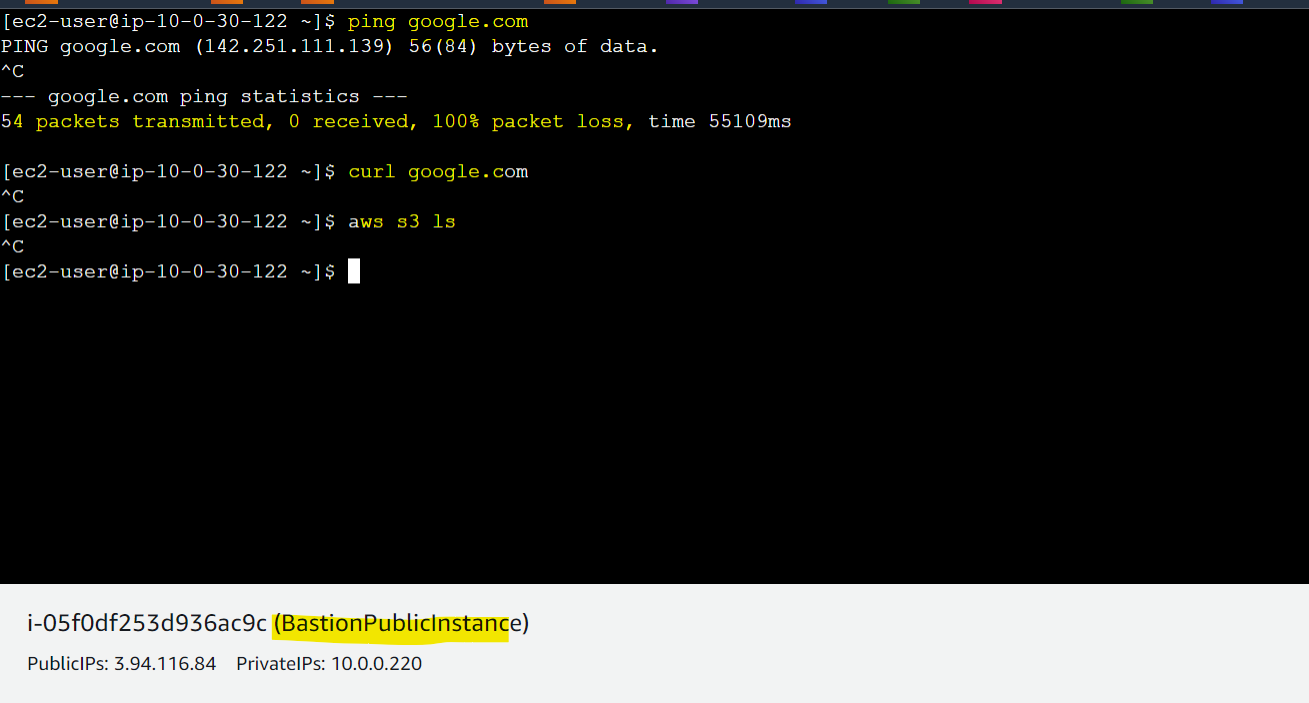 [ec2-user@ip-10-0-30-122 ~]$ ping google.com
PING google.com (142.251.111.139) 56(84) bytes of data.
^C
--- google.com ping statistics ---
54 packets transmitted, 0 received, 100% packet loss, time 55109ms
[ec2-user@ip-10-0-30-122 ~]$ curl google.com
^C
[ec2-user@ip-10-0-30-122 ~]$ aws s3 ls
^C
[ec2-user@ip-10-0-30-122 ~]$
i-05f0df253d936ac9c (BastionPublicInstance)
PublicIPs: 3.94.116.84 PrivateIPs: 10.0.0.220